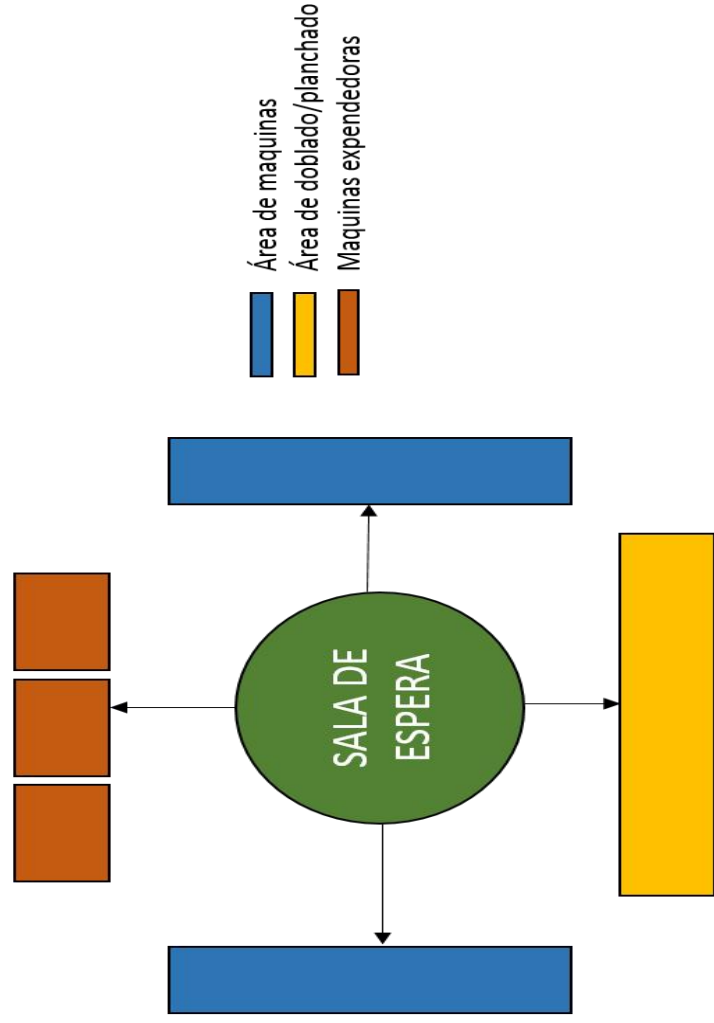 SALA DE
ESPERA
Área de maquinas
Área de doblado/planchado
Maquinas expendedoras